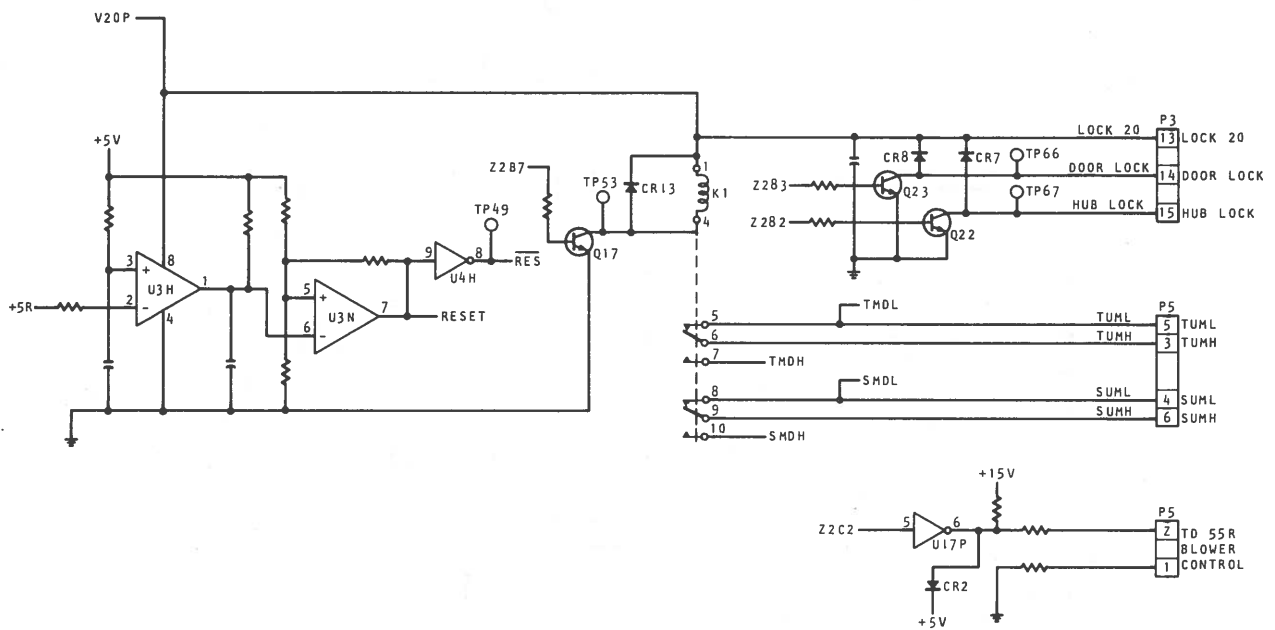 V20P
+5V
+5R
3
+
8
U3H
2
-
4
1
5
+
U3N
6
-
7
RESET
9
U4H
8
RES
TP49
Z2B7
TP53
Q17
CR13
1
K1
4
Z2B3
Q23
Z2B2
Q22
CR8
CR7
TP66
TP67
LOCK 20
DOOR LOCK
HUB LOCK
P3
13 LOCK 20
14 DOOR LOCK
15 HUB LOCK
5
TMDL
TUML
6
TUMH
7
TMDH
8
SMDL
SUML
9
SUMH
10
SMDH
P5
5 TUML
3 TUMH
4 SUML
6 SUMH
+15V
Z2C2
5
U17P
6
CR2
+5V
P5
Z TD 55R
BLOWER
1 CONTROL